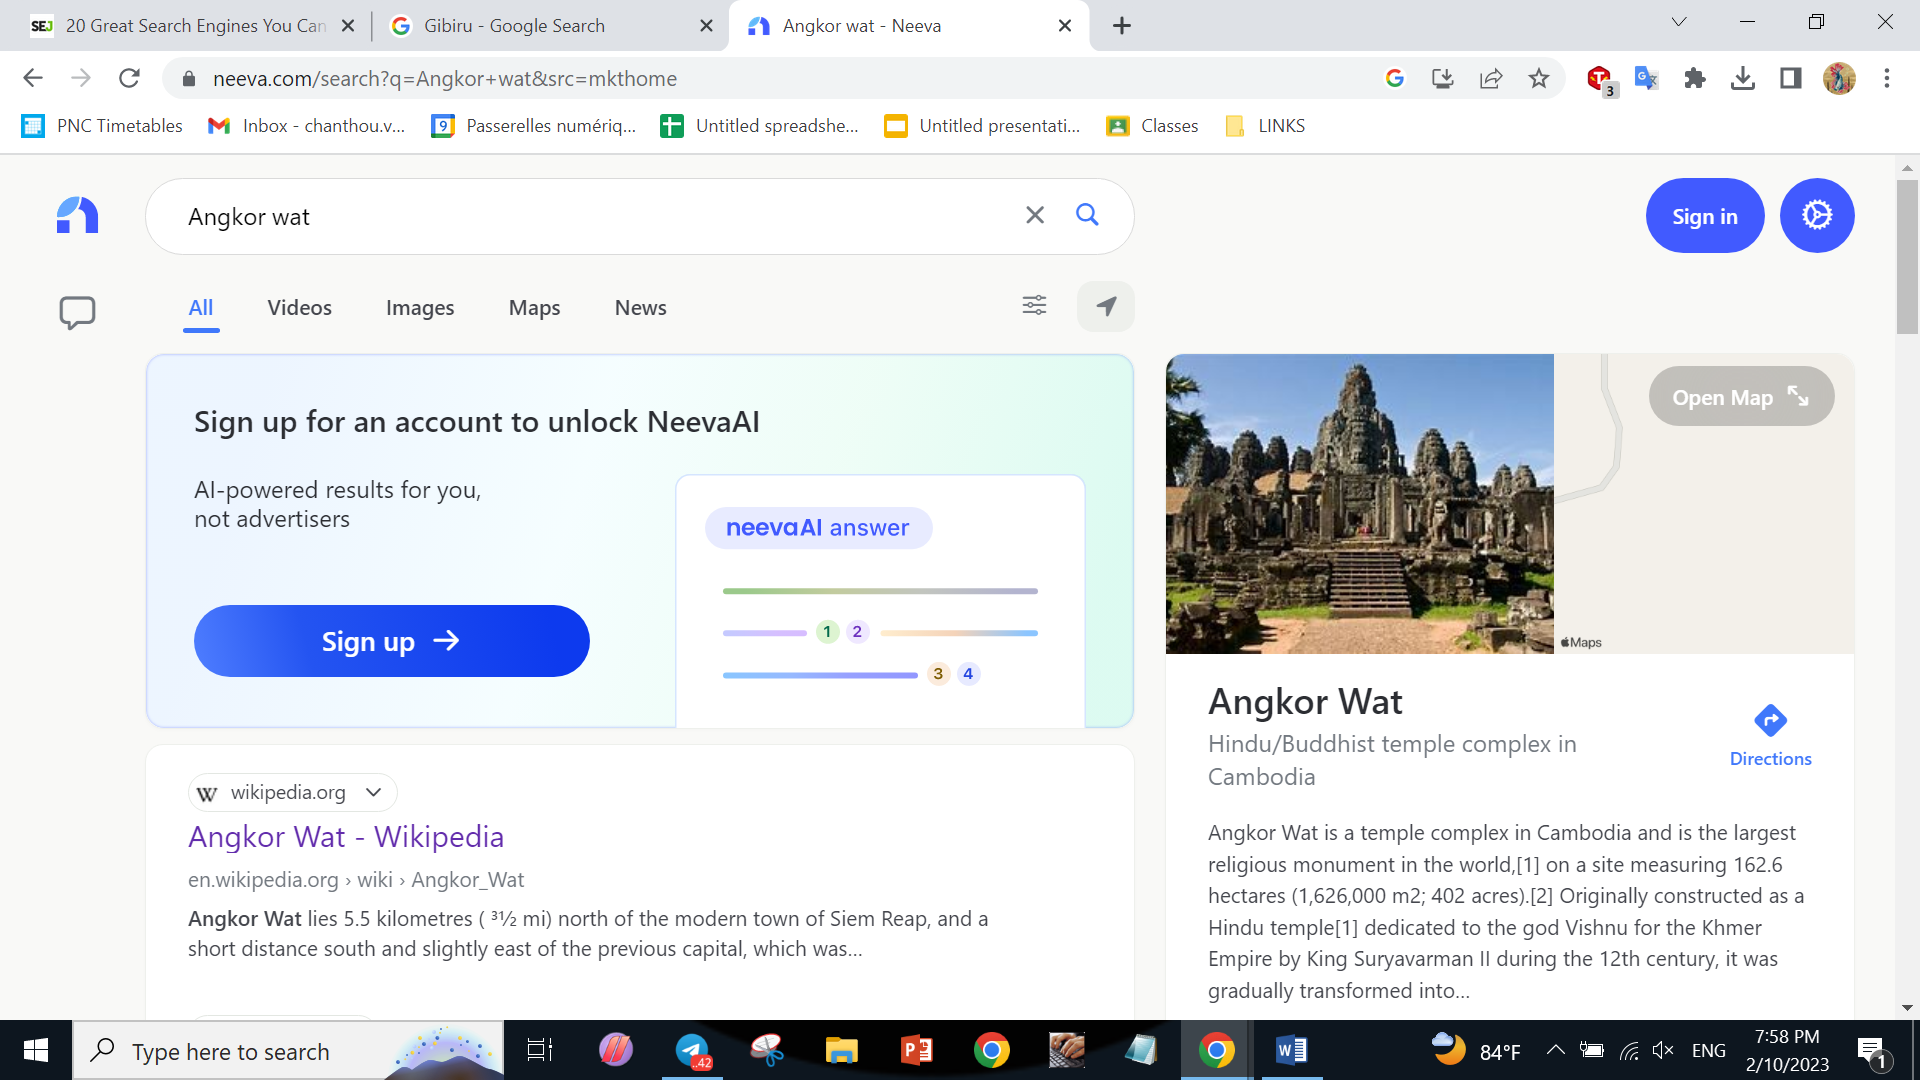 SEJ 20 Great Search Engines You Can
Gibiru - Google Search
Angkor wat - Neeva
neeva.com/search?q=Angkor+wat&src=mkthome
3
PNC Timetables
Inbox - chanthou.v...
9
Passerelles numériq...
Untitled spreadshe...
Untitled presentati...
Classes
LINKS
Angkor wat
Sign in
All
Videos
Images
Maps
News
Sign up for an account to unlock NeevaAI
AI-powered results for you,
not advertisers
neevaAI answer
1 2
3 4
Sign up →
Open Map
Maps
wikipedia.org
Angkor Wat - Wikipedia
en.wikipedia.org › wiki › Angkor_Wat
Angkor Wat lies 5.5 kilometres ( 3½ mi) north of the modern town of Siem Reap, and a
short distance south and slightly east of the previous capital, which was...
Angkor Wat
Hindu/Buddhist temple complex in
Cambodia
Directions
Angkor Wat is a temple complex in Cambodia and is the largest
religious monument in the world,[1] on a site measuring 162.6
hectares (1,626,000 m2; 402 acres).[2] Originally constructed as a
Hindu temple[1] dedicated to the god Vishnu for the Khmer
Empire by King Suryavarman II during the 12th century, it was
gradually transformed into...
Type here to search
..42
84°F
ENG
7:58 PM
2/10/2023
1